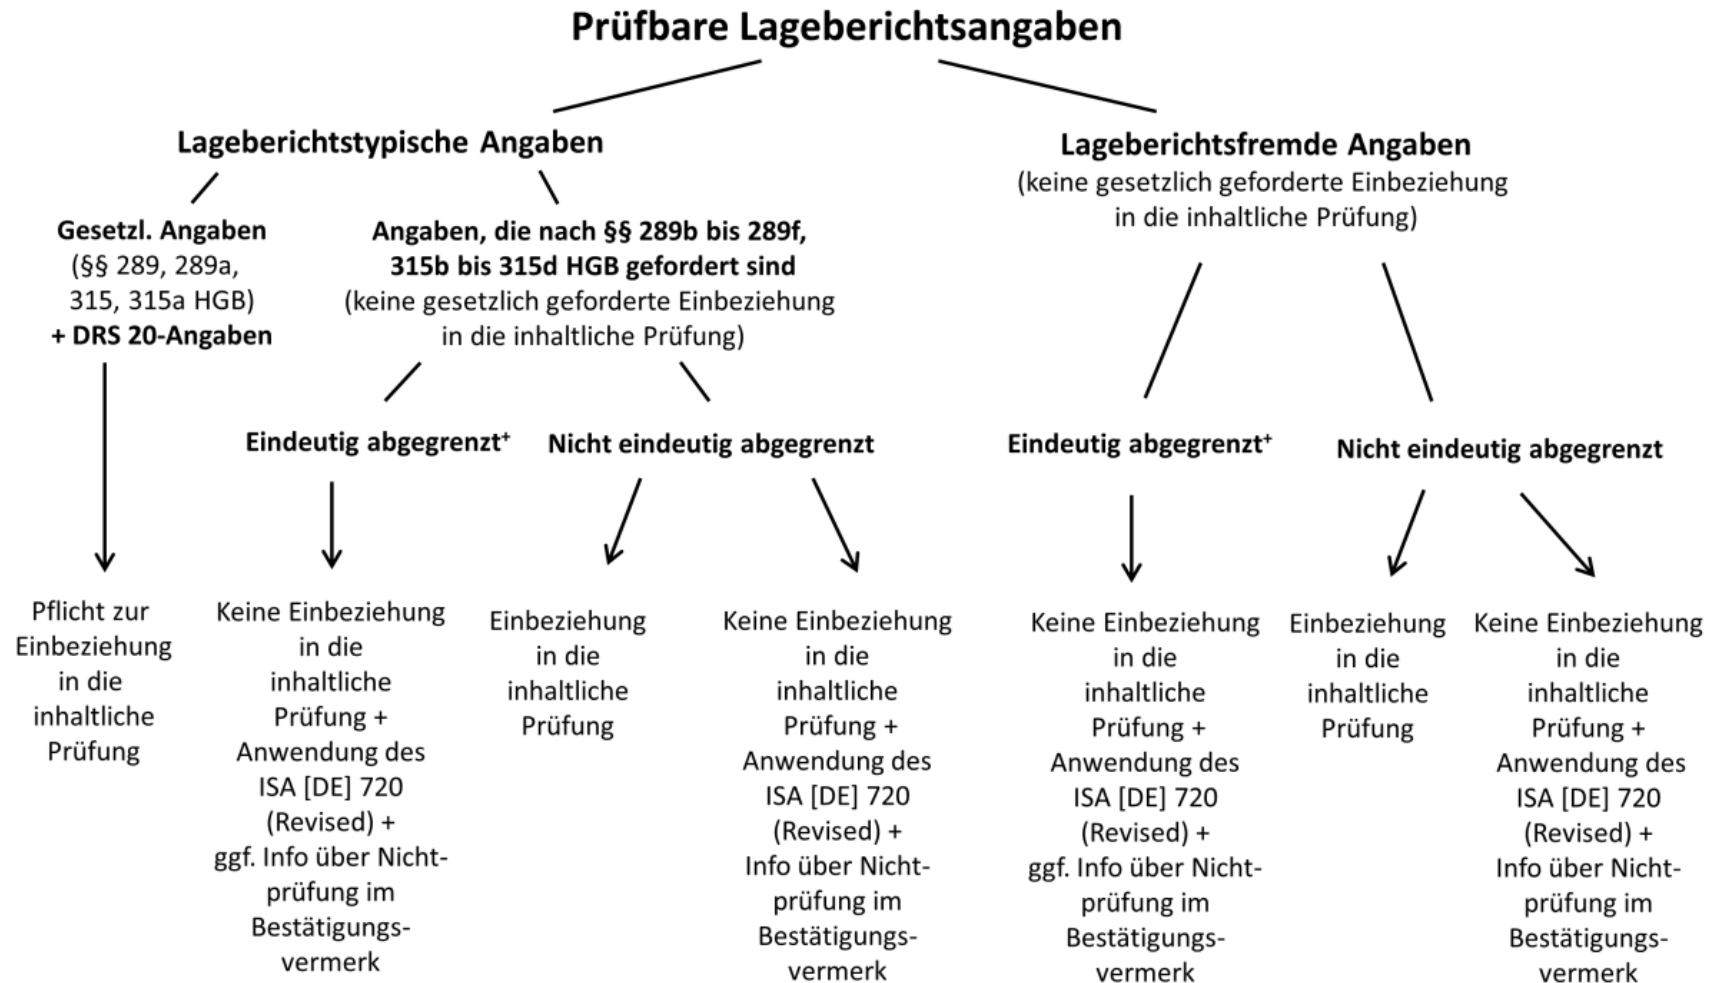 Prüfbare Lageberichtsangaben
Lageberichtstypische Angaben
Gesetzl. Angaben
(§§ 289, 289a,
315, 315a HGB)
+ DRS 20-Angaben
Angaben, die nach §§ 289b bis 289f,
315b bis 315d HGB gefordert sind
(keine gesetzlich geforderte Einbeziehung
in die inhaltliche Prüfung)
Lageberichtsfremde Angaben
(keine gesetzlich geforderte Einbeziehung
in die inhaltliche Prüfung)
Eindeutig abgegrenzt⁺
Nicht eindeutig abgegrenzt
Eindeutig abgegrenzt⁺
Nicht eindeutig abgegrenzt
Pflicht zur
Einbeziehung
in die
inhaltliche
Prüfung
Keine Einbeziehung
in die
inhaltliche
Prüfung +
Anwendung des
ISA [DE] 720
(Revised) +
ggf. Info über Nicht-
prüfung im
Bestätigungs-
vermerk
Einbeziehung
in die
inhaltliche
Prüfung
Keine Einbeziehung
in die
inhaltliche
Prüfung +
Anwendung des
ISA [DE] 720
(Revised) +
Info über Nicht-
prüfung im
Bestätigungs-
vermerk
Keine Einbeziehung
in die
inhaltliche
Prüfung +
Anwendung des
ISA [DE] 720
(Revised) +
ggf. Info über Nicht-
prüfung im
Bestätigungs-
vermerk
Einbeziehung
in die
inhaltliche
Prüfung
Keine Einbeziehung
in die
inhaltliche
Prüfung +
Anwendung des
ISA [DE] 720
(Revised) +
Info über Nicht-
prüfung im
Bestätigungs-
vermerk